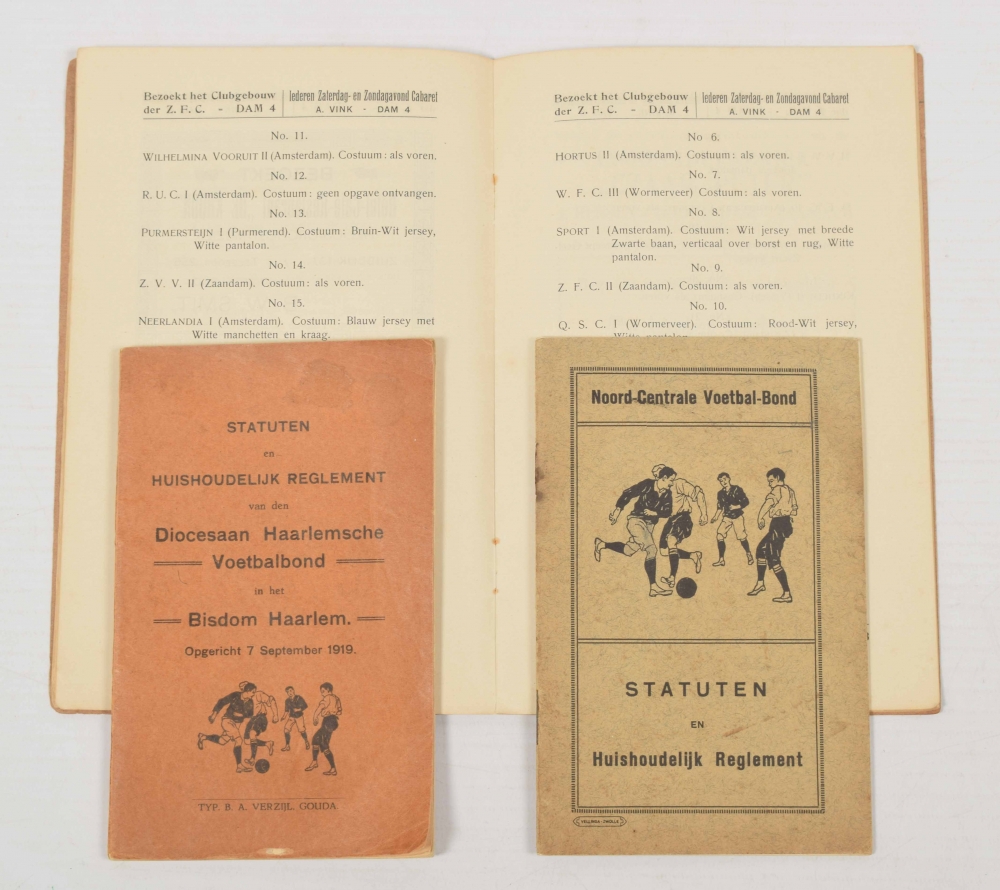 Bezoekt het Clubgebouw
der Z. F. C. - DAM 4
Iederen Zaterdag- en Zondagavond Cabaret
A. VINK - DAM 4
No. 11.
WILHELMINA VOORUIT II (Amsterdam). Costuum: als voren.
No. 12.
R. U. C. I (Amsterdam). Costuum: geen opgave ontvangen.
No. 13.
PURMERSTEIJN I (Purmerend). Costuum: Bruin-Wit jersey,
Witte pantalon.
No. 14.
Z. V. V. II (Zaandam). Costuum: als voren.
No. 15.
NEERLANDIA I (Amsterdam). Costuum: Blauw jersey met
Witte manchetten en kraag.
Bezoekt het Clubgebouw
der Z. F. C. - DAM 4
Iederen Zaterdag- en Zondagavond Cabaret
A. VINK - DAM 4
No 6.
HORTUS II (Amsterdam). Costuum: als voren.
No. 7.
W. F. C. III (Wormerveer) Costuum: als voren.
No. 8.
SPORT I (Amsterdam). Costuum: Wit jersey met breede
Zwarte baan, verticaal over borst en rug, Witte
pantalon.
No. 9.
Z. F. C. II (Zaandam). Costuum: als voren.
No. 10.
Q. S. C. I (Wormerveer). Costuum: Rood-Wit jersey,
Witte pantalon
STATUTEN
en
HUISHOUDELIJK REGLEMENT
van den
Diocesaan Haarlemsche
Voetbalbond
in het
Bisdom Haarlem.
Opgericht 7 September 1919.
TYP. B. A. VERZIJL, GOUDA
Noord-Centrale Voetbal-Bond
STATUTEN
EN
Huishoudelijk Reglement